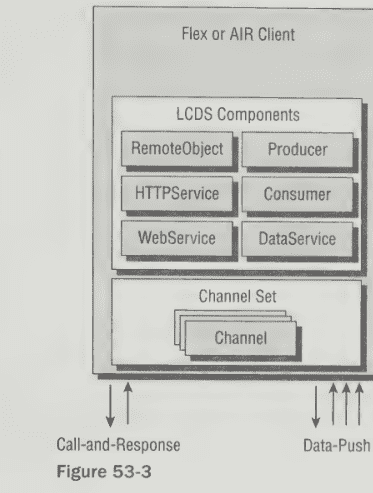 Flex or AIR Client
LCDS Components
RemoteObject Producer
HTTPService Consumer
WebService DataService
Channel Set
Channel
Call-and-Response Data-Push
Figure 53-3